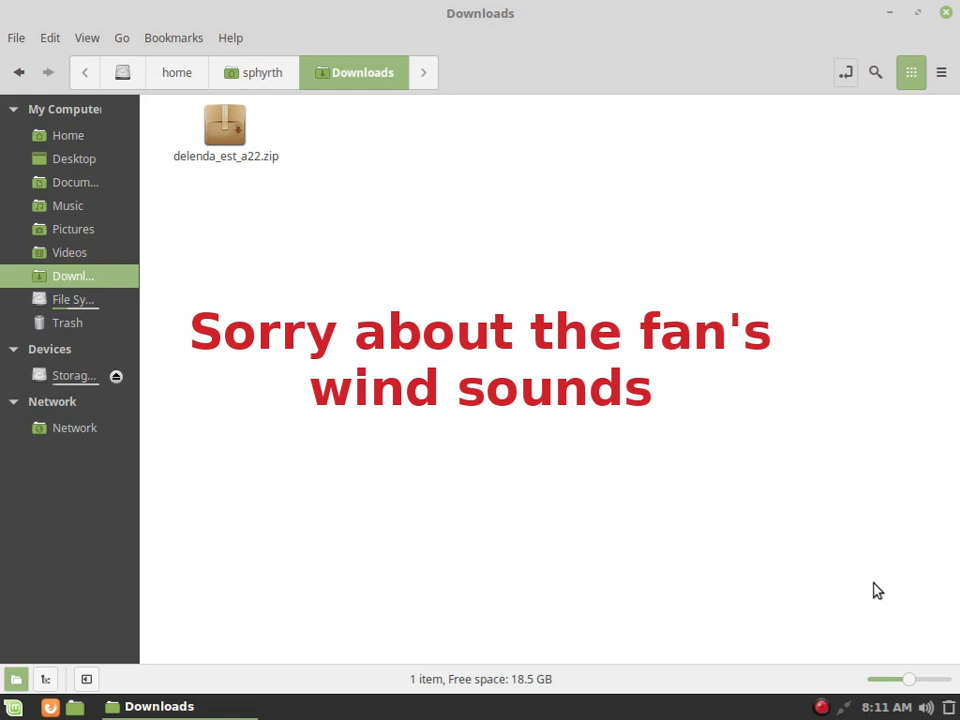 Downloads
File Edit View Go Bookmarks Help
home sphyrth Downloads
My Computer
Home
Desktop
Docum...
Music
Pictures
Videos
Downl...
File Sy...
Trash
Devices
Storag...
Network
Network
delenda_est_a22.zip
Sorry about the fan's
wind sounds
1 item, Free space: 18.5 GB
Downloads 8:11 AM